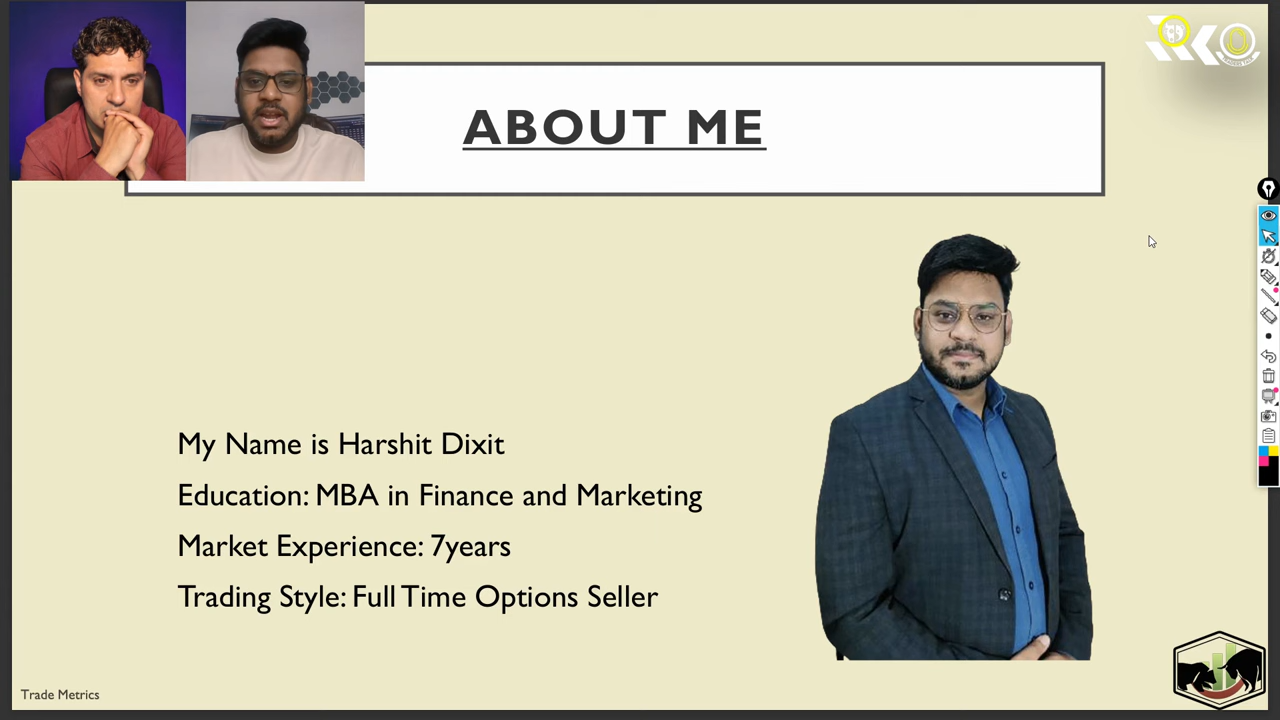 ABOUT ME
My Name is Harshit Dixit
Education: MBA in Finance and Marketing
Market Experience: 7years
Trading Style: Full Time Options Seller
Trade Metrics